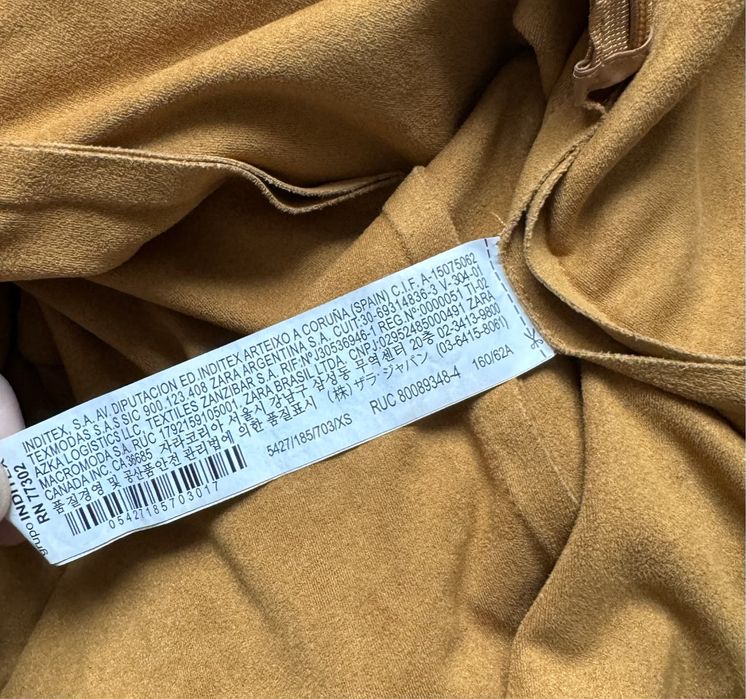 grupo INDITEX
RN 77302
INDITEX, S.A. AV. DIPUTACION ED. INDITEX ARTEIXO A CORUÑA (SPAIN) C.I.F. A-15075062
TEXMODAS S.A.S SIC 900.123.408 ZARA ARGENTINA S.A. CUIT:30-69314836-3 V-304-01
AZKA LOGISTICS LLC. TEXTILES ZANZIBAR S.A. RIF.NºJ30536946-1 REG Nº-0000051 TI-02
MACROMODA S.A. RUC 1792159105001 ZARA BRASIL LTDA. CNPJ:02952485000491 ZARA
CANADA INC. CA 36685 자라코리아 서울시 강남구 삼성동 무역센터 20층 02-3413-9800
품질경영 및 공산품안전 관리법에 의한 품질표시 (株) ザラ・ジャパン (03-6415-8061)
05427185703017
5427/185/703/XS
RUC 80089348-4
160/62A